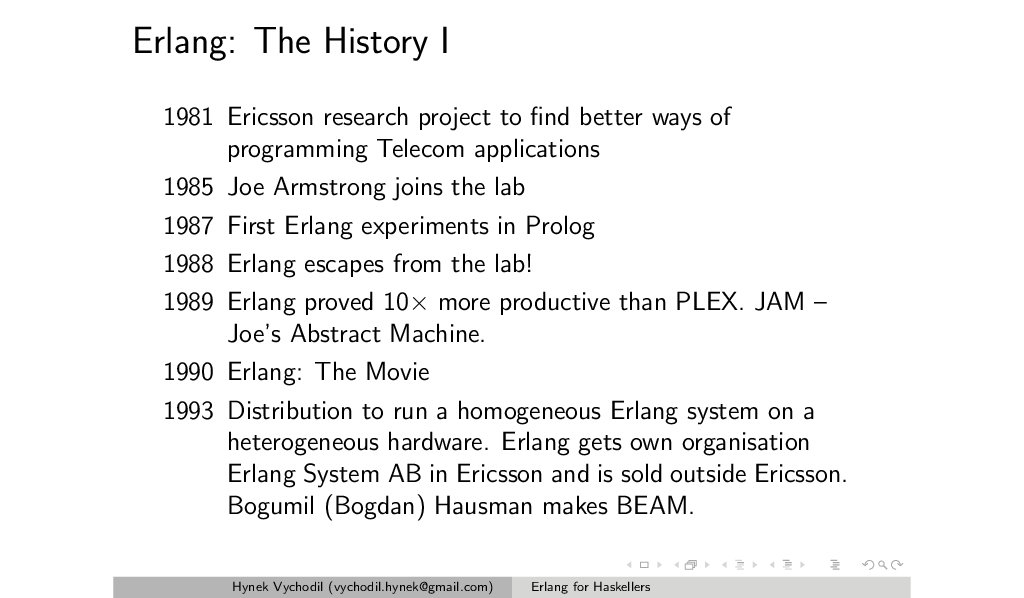 Erlang: The History I
1981 Ericsson research project to find better ways of
programming Telecom applications
1985 Joe Armstrong joins the lab
1987 First Erlang experiments in Prolog
1988 Erlang escapes from the lab!
1989 Erlang proved 10× more productive than PLEX. JAM –
Joe's Abstract Machine.
1990 Erlang: The Movie
1993 Distribution to run a homogeneous Erlang system on a
heterogeneous hardware. Erlang gets own organisation
Erlang System AB in Ericsson and is sold outside Ericsson.
Bogumil (Bogdan) Hausman makes BEAM.
Hynek Vychodil (vychodil.hynek@gmail.com) Erlang for Haskellers